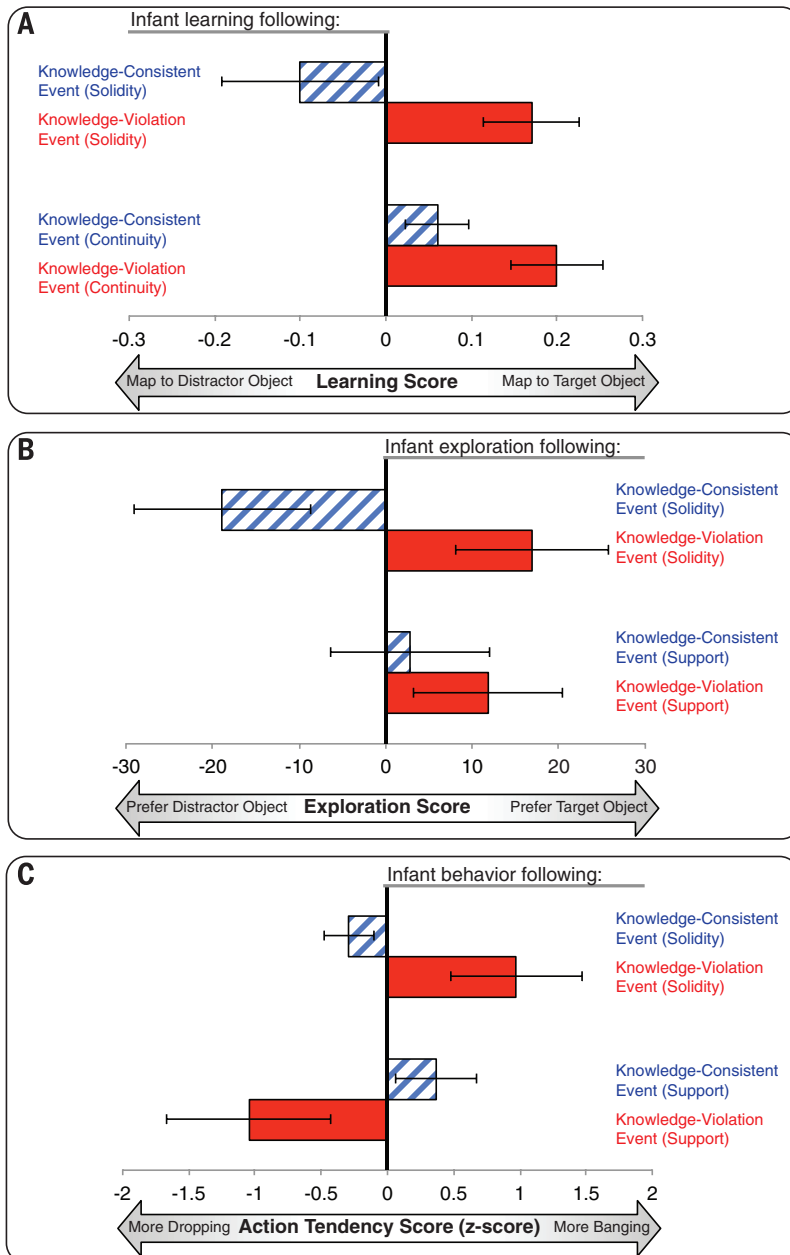 A
Infant learning following:
Knowledge-Consistent
Event (Solidity)
Knowledge-Violation
Event (Solidity)
Knowledge-Consistent
Event (Continuity)
Knowledge-Violation
Event (Continuity)
-0.3 -0.2 -0.1 0 0.1 0.2 0.3
Map to Distractor Object Learning Score Map to Target Object
B
Infant exploration following:
Knowledge-Consistent
Event (Solidity)
Knowledge-Violation
Event (Solidity)
Knowledge-Consistent
Event (Support)
Knowledge-Violation
Event (Support)
-30 -20 -10 0 10 20 30
Prefer Distractor Object Exploration Score Prefer Target Object
C
Infant behavior following:
Knowledge-Consistent
Event (Solidity)
Knowledge-Violation
Event (Solidity)
Knowledge-Consistent
Event (Support)
Knowledge-Violation
Event (Support)
-2 -1.5 -1 -0.5 0 0.5 1 1.5 2
More Dropping Action Tendency Score (z-score) More Banging